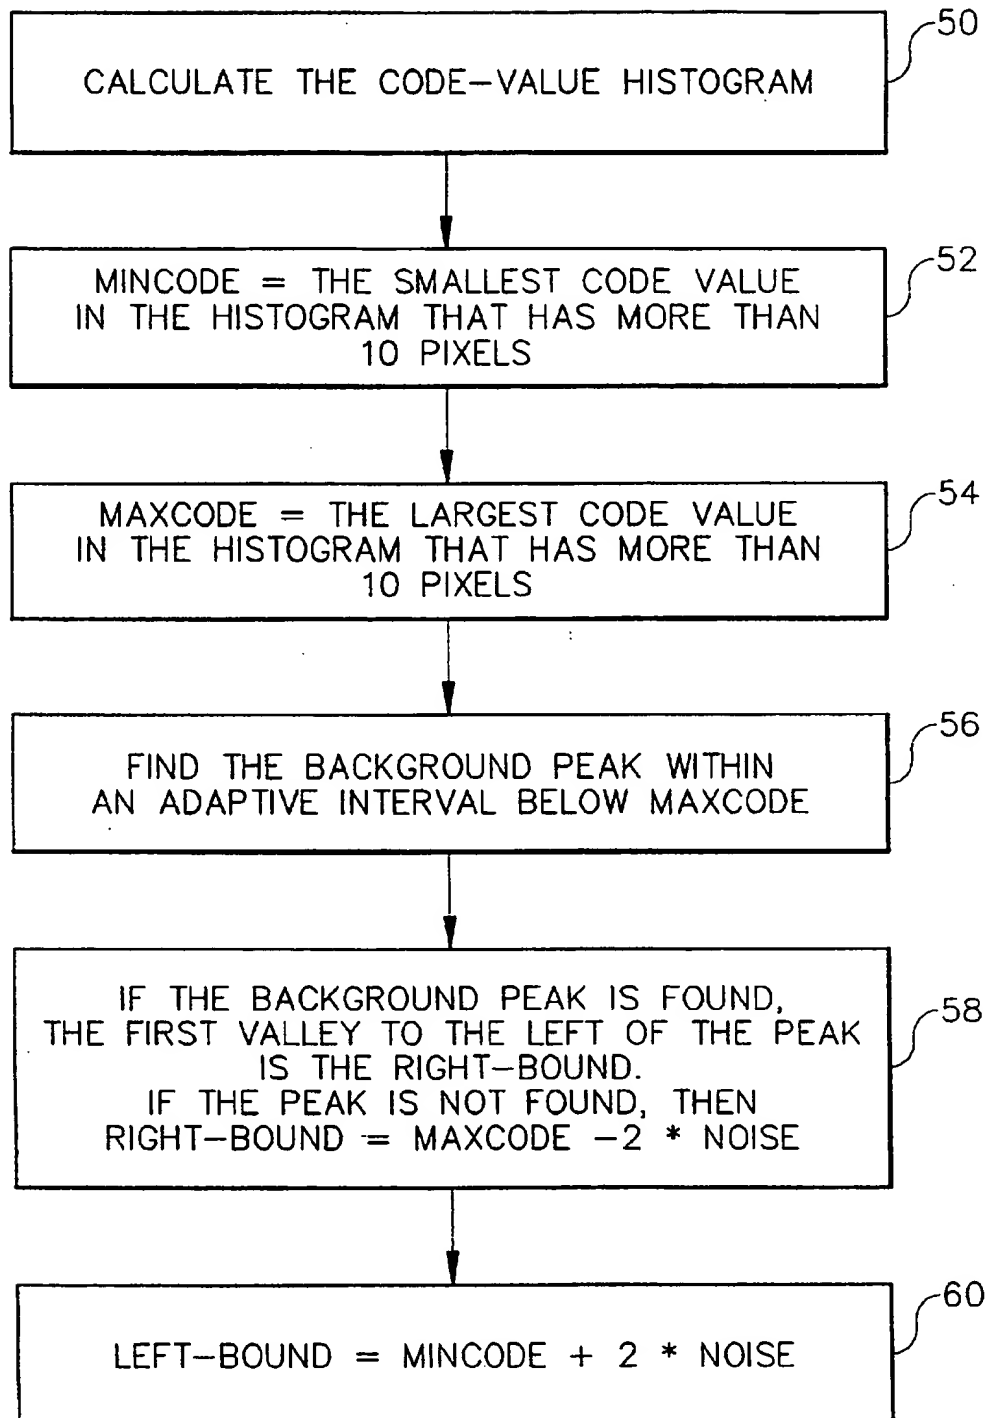 50
CALCULATE THE CODE-VALUE HISTOGRAM
52
MINCODE = THE SMALLEST CODE VALUE
IN THE HISTOGRAM THAT HAS MORE THAN
10 PIXELS
54
MAXCODE = THE LARGEST CODE VALUE
IN THE HISTOGRAM THAT HAS MORE THAN
10 PIXELS
56
FIND THE BACKGROUND PEAK WITHIN
AN ADAPTIVE INTERVAL BELOW MAXCODE
58
IF THE BACKGROUND PEAK IS FOUND,
THE FIRST VALLEY TO THE LEFT OF THE PEAK
IS THE RIGHT-BOUND.
IF THE PEAK IS NOT FOUND, THEN
RIGHT-BOUND = MAXCODE -2 * NOISE
60
LEFT-BOUND = MINCODE + 2 * NOISE